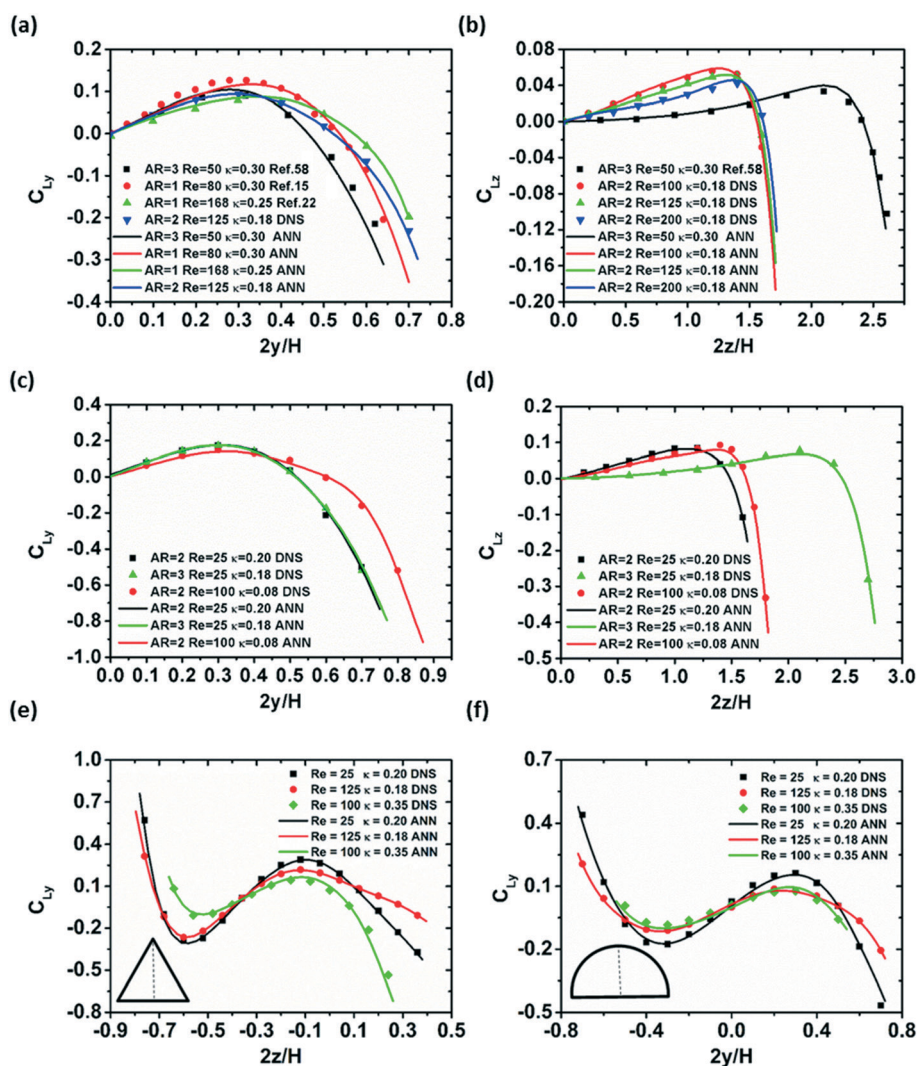 (a)
0.2
0.1
0.0
-0.1
-0.2
-0.3
-0.4
C_Ly
AR=3 Re=50 κ=0.30 Ref.58
AR=1 Re=80 κ=0.30 Ref.15
AR=1 Re=168 κ=0.25 Ref.22
AR=2 Re=125 κ=0.18 DNS
AR=3 Re=50 κ=0.30 ANN
AR=1 Re=80 κ=0.30 ANN
AR=1 Re=168 κ=0.25 ANN
AR=2 Re=125 κ=0.18 ANN
0.0 0.1 0.2 0.3 0.4 0.5 0.6 0.7 0.8
2y/H
(b)
0.08
0.04
0.00
-0.04
-0.08
-0.12
-0.16
-0.20
C_Lz
AR=3 Re=50 κ=0.30 Ref.58
AR=2 Re=100 κ=0.18 DNS
AR=2 Re=125 κ=0.18 DNS
AR=2 Re=200 κ=0.18 DNS
AR=3 Re=50 κ=0.30 ANN
AR=2 Re=100 κ=0.18 ANN
AR=2 Re=125 κ=0.18 ANN
AR=2 Re=200 κ=0.18 ANN
0.0 0.5 1.0 1.5 2.0 2.5
2z/H
(c)
0.4
0.2
0.0
-0.2
-0.4
-0.6
-0.8
-1.0
C_Ly
AR=2 Re=25 κ=0.20 DNS
AR=3 Re=25 κ=0.18 DNS
AR=2 Re=100 κ=0.08 DNS
AR=2 Re=25 κ=0.20 ANN
AR=3 Re=25 κ=0.18 ANN
AR=2 Re=100 κ=0.08 ANN
0.0 0.1 0.2 0.3 0.4 0.5 0.6 0.7 0.8 0.9
2y/H
(d)
0.2
0.1
0.0
-0.1
-0.2
-0.3
-0.4
-0.5
C_Lz
AR=2 Re=25 κ=0.20 DNS
AR=3 Re=25 κ=0.18 DNS
AR=2 Re=100 κ=0.08 DNS
AR=2 Re=25 κ=0.20 ANN
AR=3 Re=25 κ=0.18 ANN
AR=2 Re=100 κ=0.08 ANN
0.0 0.5 1.0 1.5 2.0 2.5 3.0
2z/H
(e)
1.0
0.7
0.4
0.1
-0.2
-0.5
-0.8
C_Ly
Re = 25 κ = 0.20 DNS
Re = 125 κ = 0.18 DNS
Re = 100 κ = 0.35 DNS
Re = 25 κ = 0.20 ANN
Re = 125 κ = 0.18 ANN
Re = 100 κ = 0.35 ANN
-0.9 -0.7 -0.5 -0.3 -0.1 0.1 0.3 0.5
2z/H
(f)
0.7
0.4
0.1
-0.2
-0.5
C_Ly
Re = 25 κ = 0.20 DNS
Re = 125 κ = 0.18 DNS
Re = 100 κ = 0.35 DNS
Re = 25 κ = 0.20 ANN
Re = 125 κ = 0.18 ANN
Re = 100 κ = 0.35 ANN
-0.8 -0.4 0.0 0.4 0.8
2y/H